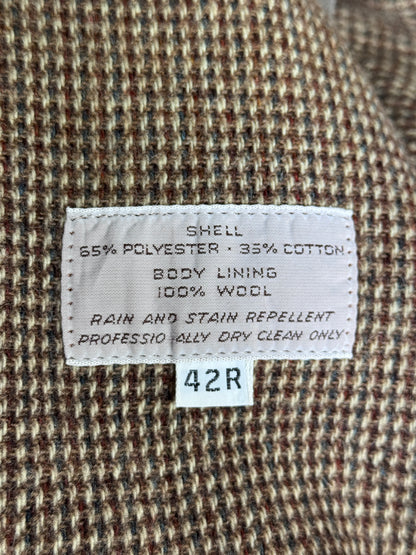 SHELL
65% POLYESTER · 35% COTTON
BODY LINING
100% WOOL
RAIN AND STAIN REPELLENT
PROFESSIO ALLY DRY CLEAN ONLY
42R